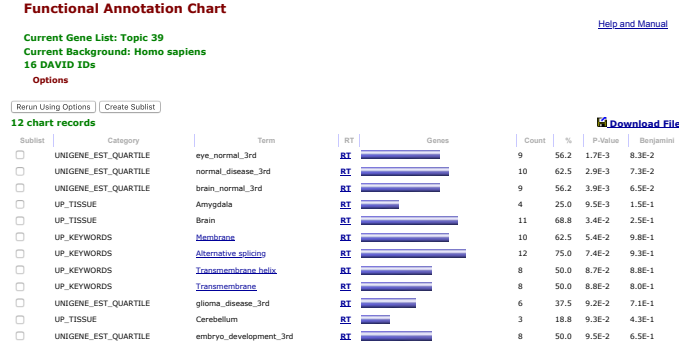 Functional Annotation Chart
Help and Manual
Current Gene List: Topic 39
Current Background: Homo sapiens
16 DAVID IDs
Options
Rerun Using Options Create Sublist
12 chart records Download File
Sublist Category Term RT Genes Count % P-Value Benjamini
UNIGENE_EST_QUARTILE eye_normal_3rd RT 9 56.2 1.7E-3 8.3E-2
UNIGENE_EST_QUARTILE normal_disease_3rd RT 10 62.5 2.9E-3 7.3E-2
UNIGENE_EST_QUARTILE brain_normal_3rd RT 9 56.2 3.9E-3 6.5E-2
UP_TISSUE Amygdala RT 4 25.0 9.5E-3 1.5E-1
UP_TISSUE Brain RT 11 68.8 3.4E-2 2.5E-1
UP_KEYWORDS Membrane RT 10 62.5 5.4E-2 9.8E-1
UP_KEYWORDS Alternative splicing RT 12 75.0 7.4E-2 9.3E-1
UP_KEYWORDS Transmembrane helix RT 8 50.0 8.7E-2 8.8E-1
UP_KEYWORDS Transmembrane RT 8 50.0 8.8E-2 8.0E-1
UNIGENE_EST_QUARTILE glioma_disease_3rd RT 6 37.5 9.2E-2 7.1E-1
UP_TISSUE Cerebellum RT 3 18.8 9.3E-2 4.3E-1
UNIGENE_EST_QUARTILE embryo_development_3rd RT 8 50.0 9.5E-2 6.5E-1